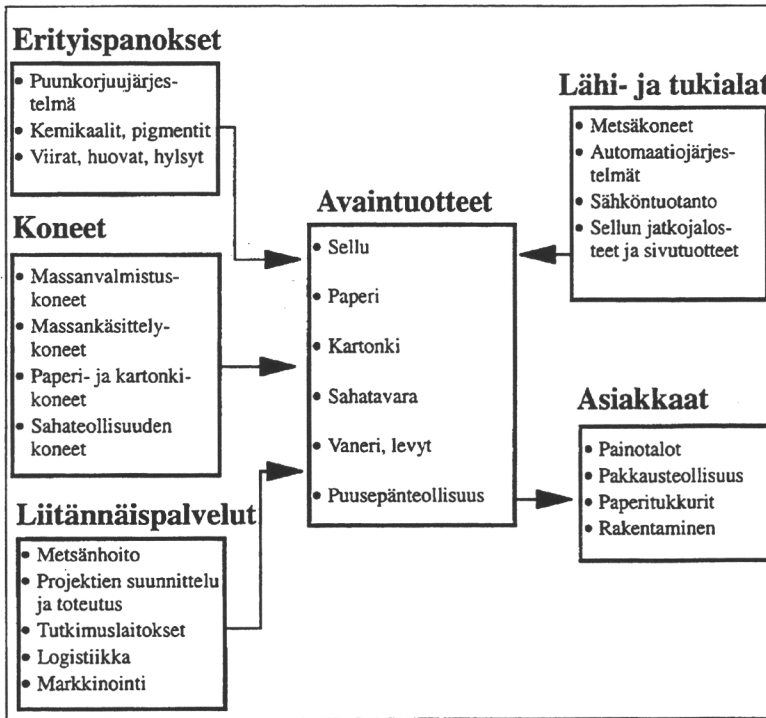 Erityispanokset
• Puunkorjuujärjes-
telmä
• Kemikaalit, pigmentit
• Viirat, huovat, hylsyt
Koneet
• Massanvalmistus-
koneet
• Massankäsittely-
koneet
• Paperi- ja kartonki-
koneet
• Sahateollisuuden
koneet
Liitännäispalvelut
• Metsänhoito
• Projektien suunnittelu
ja toteutus
• Tutkimuslaitokset
• Logistiikka
• Markkinointi
Avaintuotteet
• Sellu
• Paperi
• Kartonki
• Sahatavara
• Vaneri, levyt
• Puusepänteollisuus
Lähi- ja tukialat
• Metsäkoneet
• Automaatiojärjes-
telmät
• Sähköntuotanto
• Sellun jatkojalos-
teet ja sivutuotteet
Asiakkaat
• Painotalot
• Pakkausteollisuus
• Paperitukkurit
• Rakentaminen